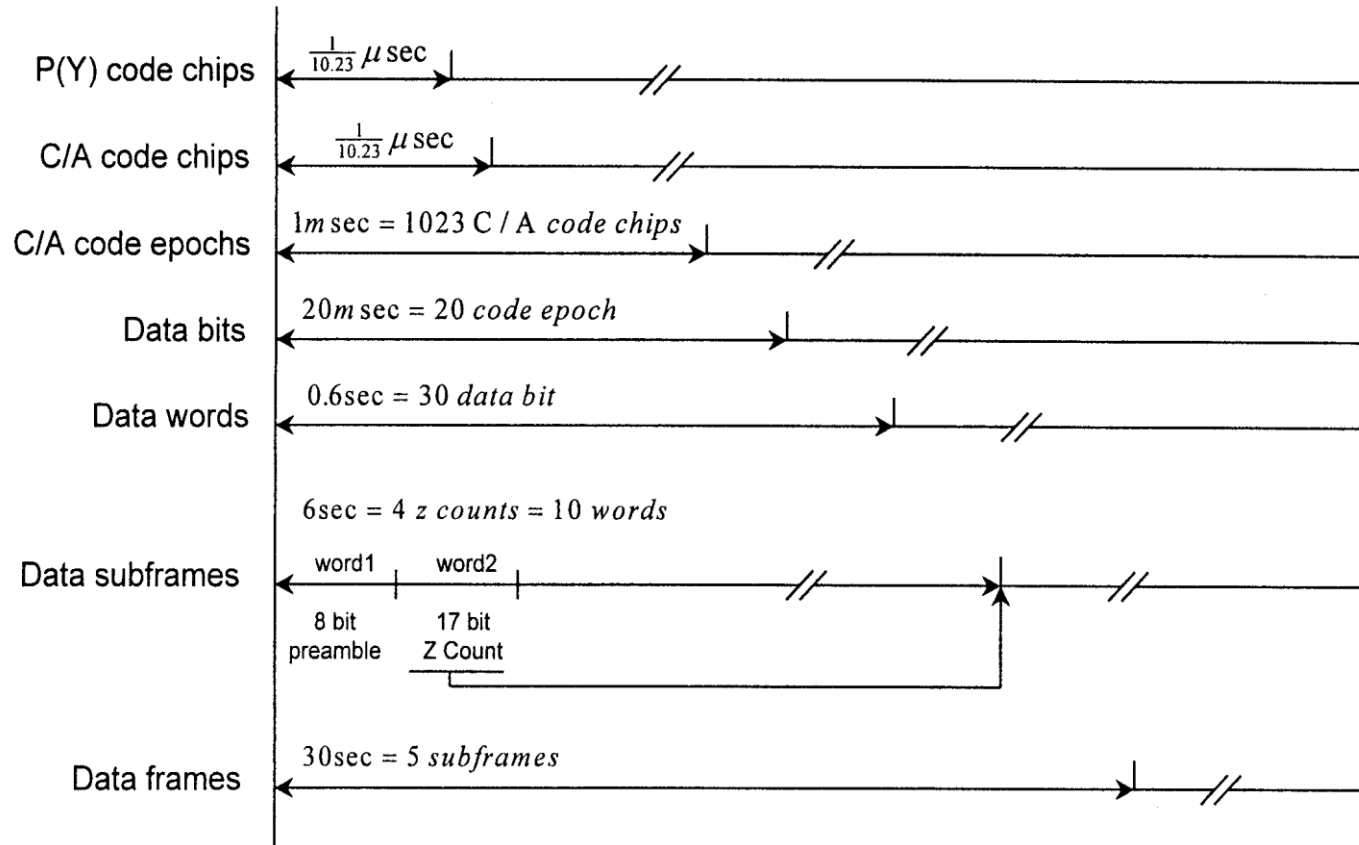 P(Y) code chips
1/10.23 μ sec
C/A code chips
1/10.23 μ sec
C/A code epochs
1m sec = 1023 C / A code chips
Data bits
20m sec = 20 code epoch
Data words
0.6sec = 30 data bit
6sec = 4 z counts = 10 words
Data subframes
word1 word2
8 bit preamble
17 bit Z Count
30sec = 5 subframes
Data frames